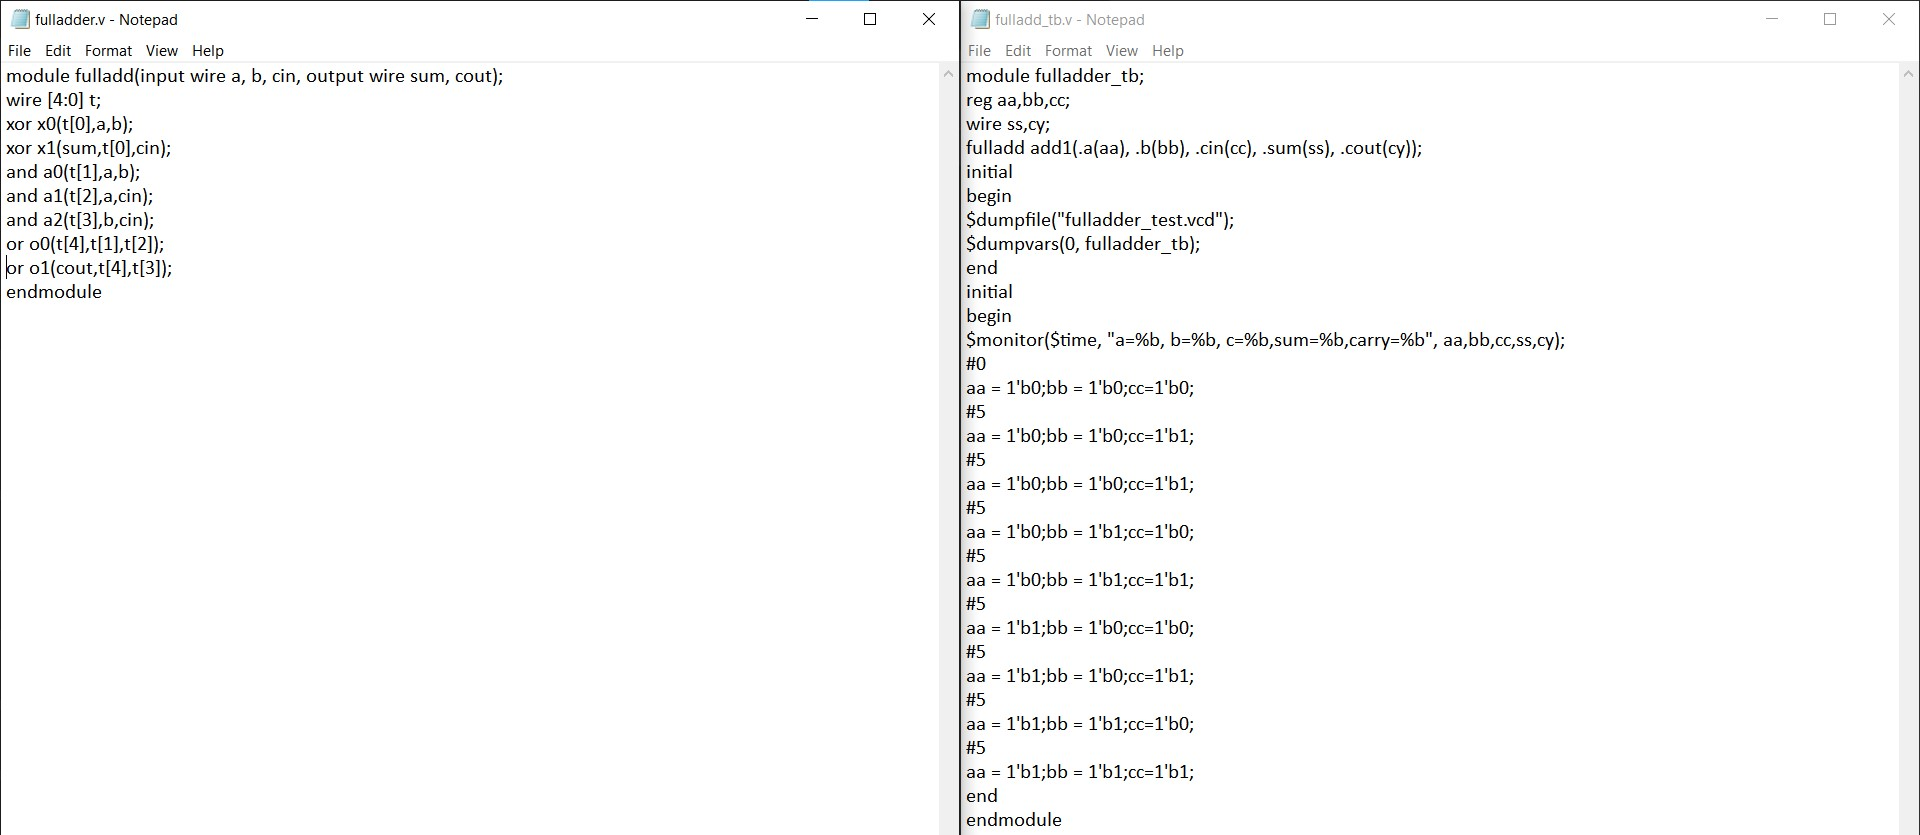 fulladder.v - Notepad
File Edit Format View Help
module fulladd(input wire a, b, cin, output wire sum, cout);
wire [4:0] t;
xor x0(t[0],a,b);
xor x1(sum,t[0],cin);
and a0(t[1],a,b);
and a1(t[2],a,cin);
and a2(t[3],b,cin);
or o0(t[4],t[1],t[2]);
or o1(cout,t[4],t[3]);
endmodule
fulladd_tb.v - Notepad
File Edit Format View Help
module fulladder_tb;
reg aa,bb,cc;
wire ss,cy;
fulladd add1(.a(aa), .b(bb), .cin(cc), .sum(ss), .cout(cy));
initial
begin
$dumpfile("fulladder_test.vcd");
$dumpvars(0, fulladder_tb);
end
initial
begin
$monitor($time, "a=%b, b=%b, c=%b,sum=%b,carry=%b", aa,bb,cc,ss,cy);
#0
aa = 1'b0;bb = 1'b0;cc=1'b0;
#5
aa = 1'b0;bb = 1'b0;cc=1'b1;
#5
aa = 1'b0;bb = 1'b0;cc=1'b1;
#5
aa = 1'b0;bb = 1'b1;cc=1'b0;
#5
aa = 1'b0;bb = 1'b1;cc=1'b1;
#5
aa = 1'b1;bb = 1'b0;cc=1'b0;
#5
aa = 1'b1;bb = 1'b0;cc=1'b1;
#5
aa = 1'b1;bb = 1'b1;cc=1'b0;
#5
aa = 1'b1;bb = 1'b1;cc=1'b1;
end
endmodule